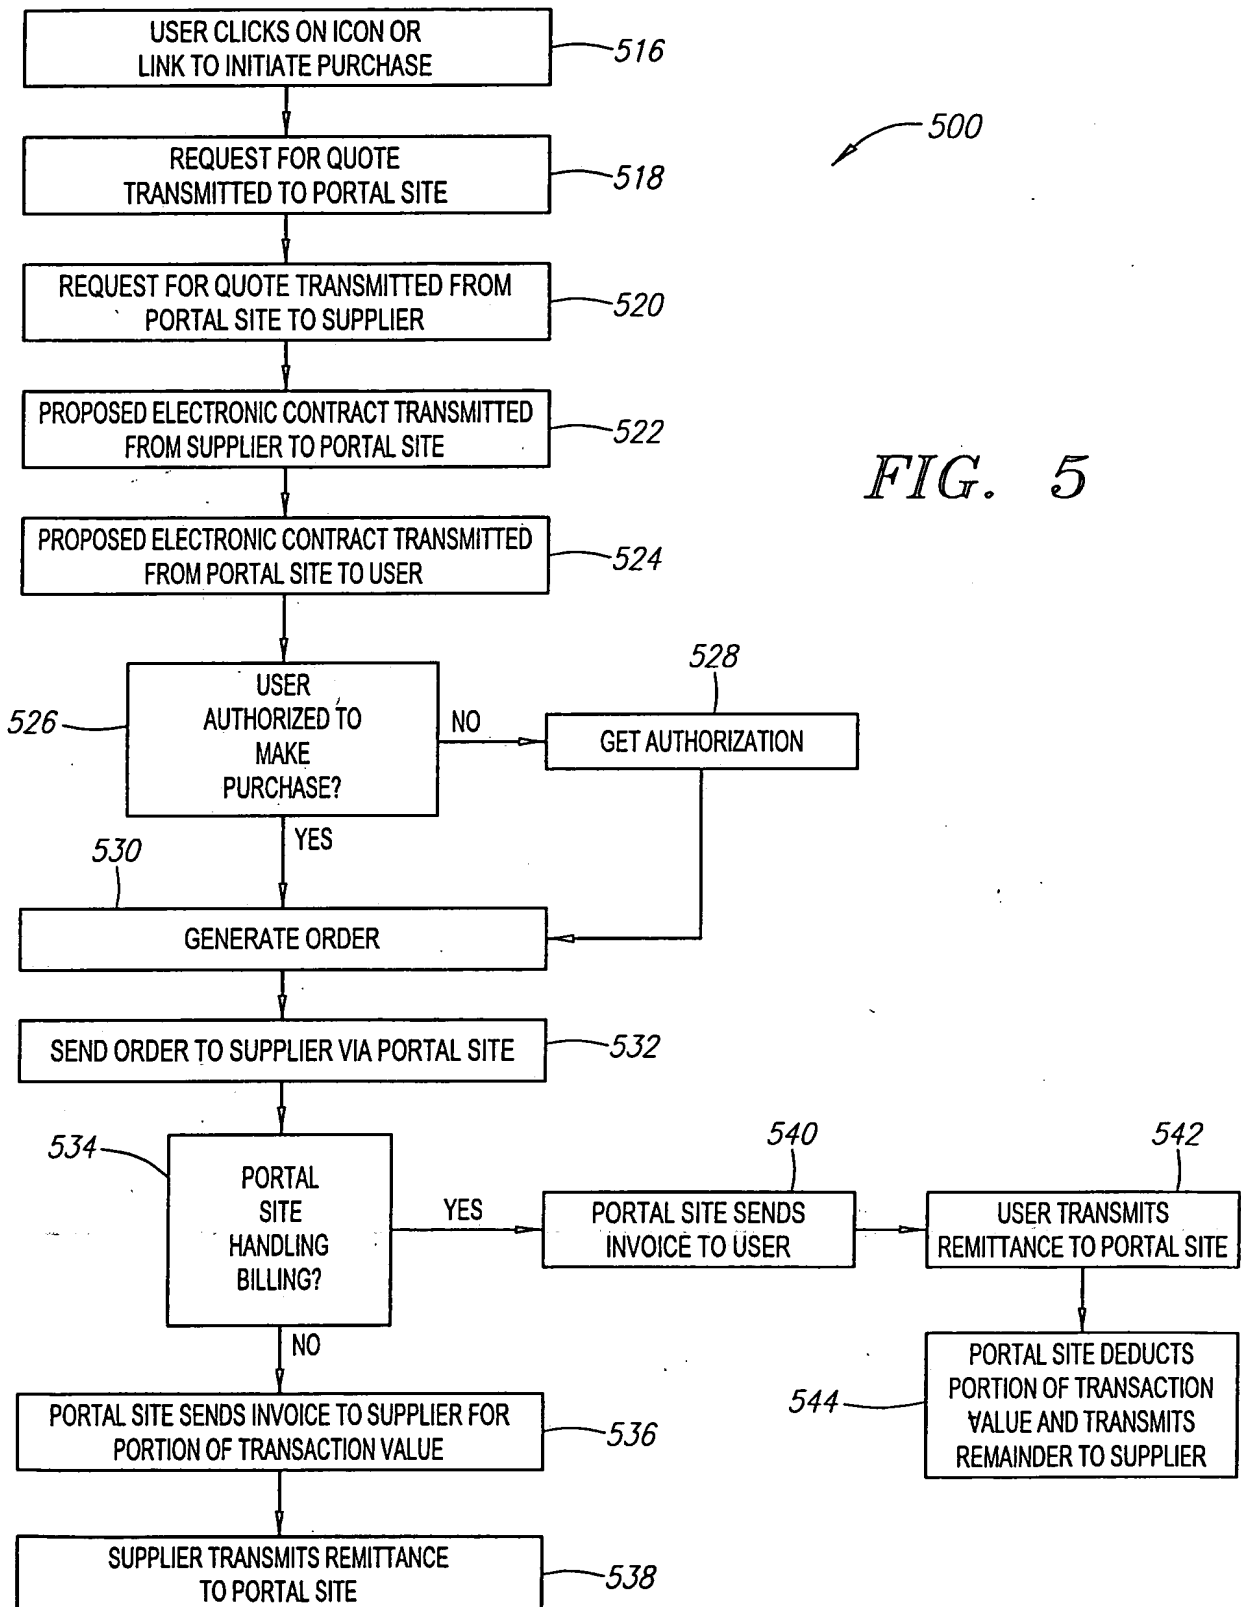 USER CLICKS ON ICON OR
LINK TO INITIATE PURCHASE
516
500
REQUEST FOR QUOTE
TRANSMITTED TO PORTAL SITE
518
REQUEST FOR QUOTE TRANSMITTED FROM
PORTAL SITE TO SUPPLIER
520
PROPOSED ELECTRONIC CONTRACT TRANSMITTED
FROM SUPPLIER TO PORTAL SITE
522
FIG. 5
PROPOSED ELECTRONIC CONTRACT TRANSMITTED
FROM PORTAL SITE TO USER
524
526
USER
AUTHORIZED TO
MAKE
PURCHASE?
NO
528
GET AUTHORIZATION
YES
530
GENERATE ORDER
SEND ORDER TO SUPPLIER VIA PORTAL SITE
532
534
PORTAL
SITE
HANDLING
BILLING?
YES
540
PORTAL SITE SENDS
INVOICE TO USER
542
USER TRANSMITS
REMITTANCE TO PORTAL SITE
544
PORTAL SITE DEDUCTS
PORTION OF TRANSACTION
VALUE AND TRANSMITS
REMAINDER TO SUPPLIER
NO
PORTAL SITE SENDS INVOICE TO SUPPLIER FOR
PORTION OF TRANSACTION VALUE
536
SUPPLIER TRANSMITS REMITTANCE
TO PORTAL SITE
538